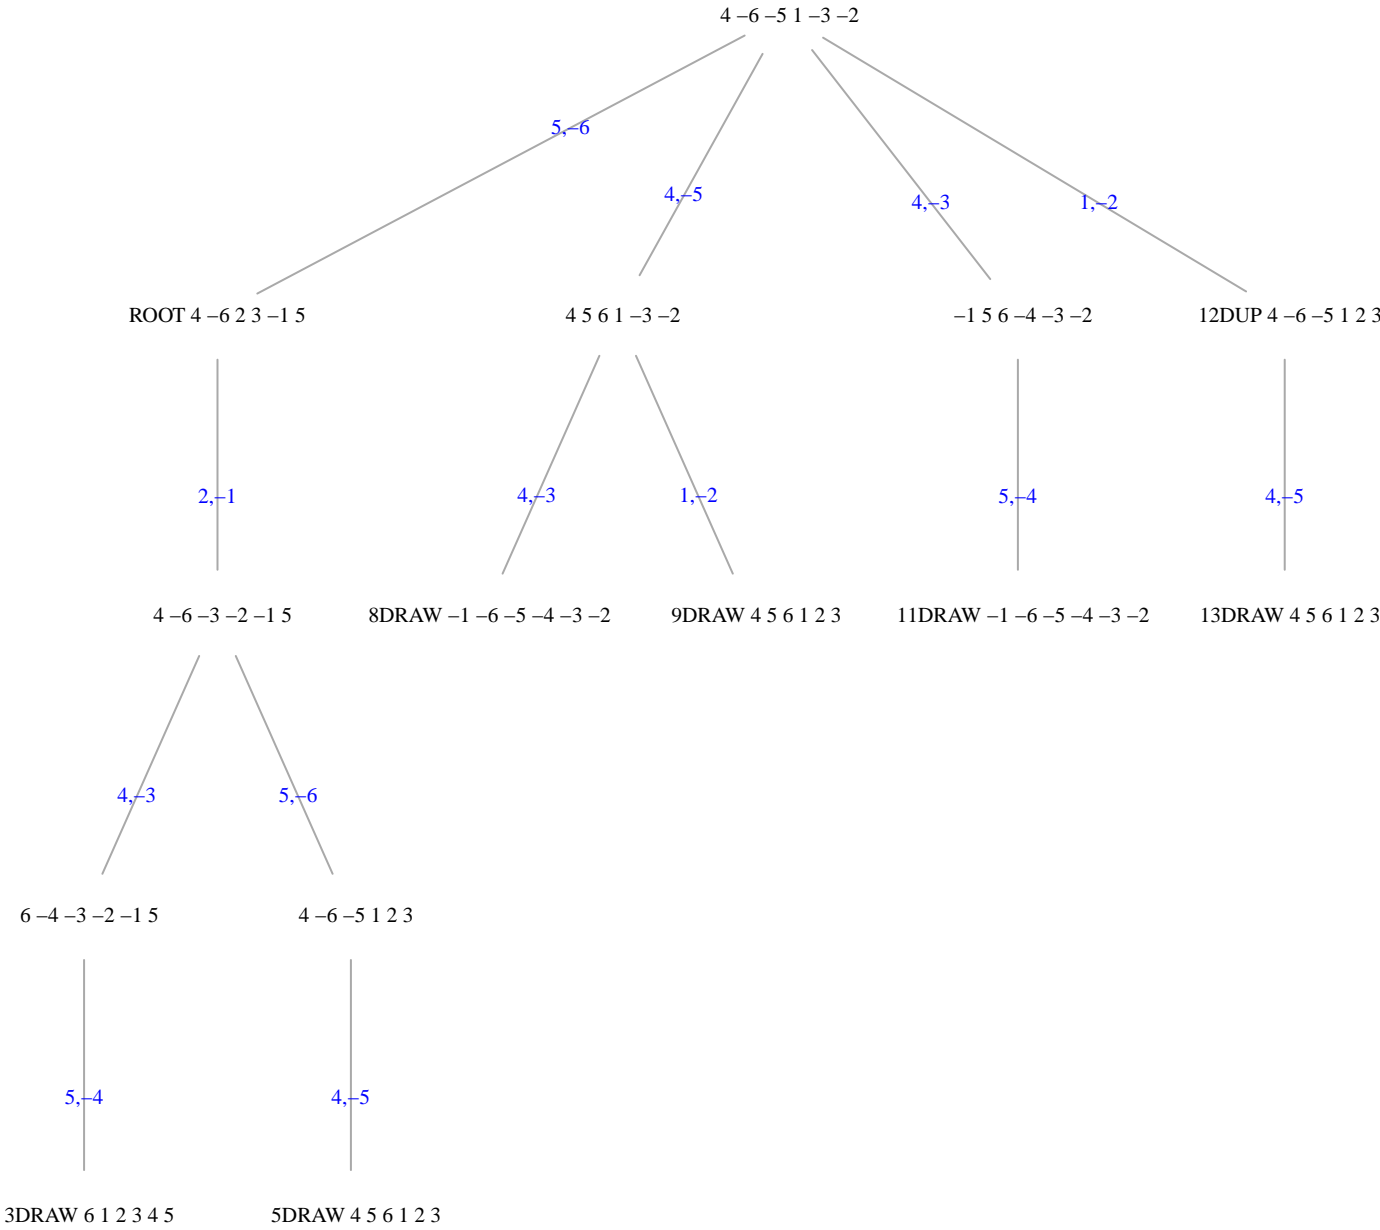 4 –6 –5 1 –3 –2
5,–6
4,–5
4,–3
1,–2
ROOT 4 –6 2 3 –1 5
4 5 6 1 –3 –2
–1 5 6 –4 –3 –2
12DUP 4 –6 –5 1 2 3
2,–1
4,–3
1,–2
5,–4
4,–5
4 –6 –3 –2 –1 5
8DRAW –1 –6 –5 –4 –3 –2
9DRAW 4 5 6 1 2 3
11DRAW –1 –6 –5 –4 –3 –2
13DRAW 4 5 6 1 2 3
4,–3
5,–6
6 –4 –3 –2 –1 5
4 –6 –5 1 2 3
5,–4
4,–5
3DRAW 6 1 2 3 4 5
5DRAW 4 5 6 1 2 3